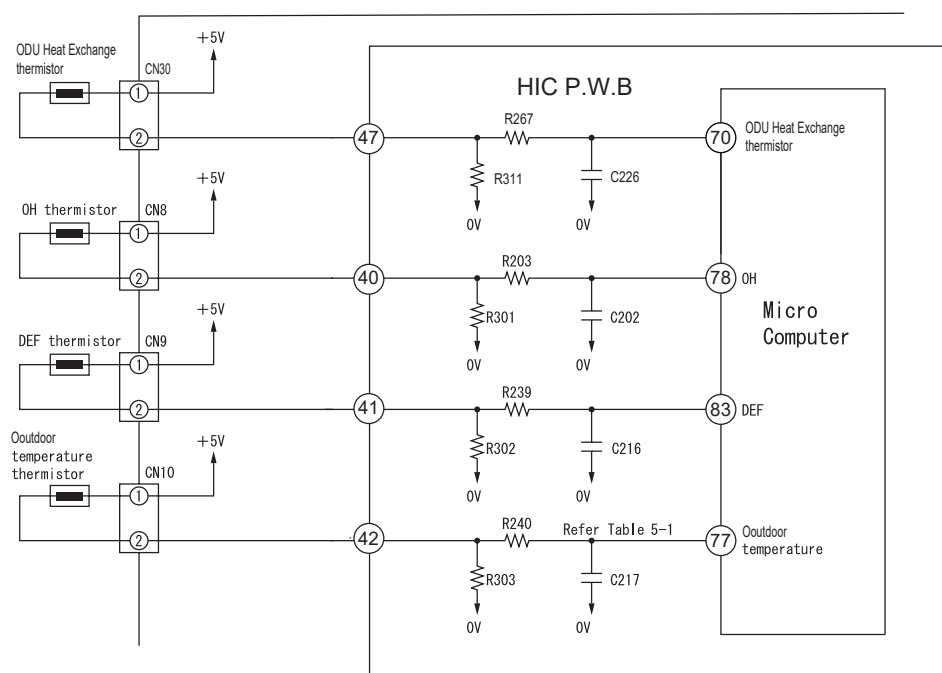 ODU Heat Exchange
thermistor
+5V
CN30
1
2
47
HIC P.W.B
R267
R311
0V
C226
0V
70
ODU Heat Exchange
thermistor
OH thermistor
+5V
CN8
1
2
40
R203
R301
0V
C202
0V
78
OH
Micro
Computer
DEF thermistor
+5V
CN9
1
2
41
R239
R302
0V
C216
0V
83
DEF
Ooutdoor
temperature
thermistor
+5V
CN10
1
2
42
R240
Refer Table 5-1
R303
0V
C217
0V
77
Ooutdoor
temperature